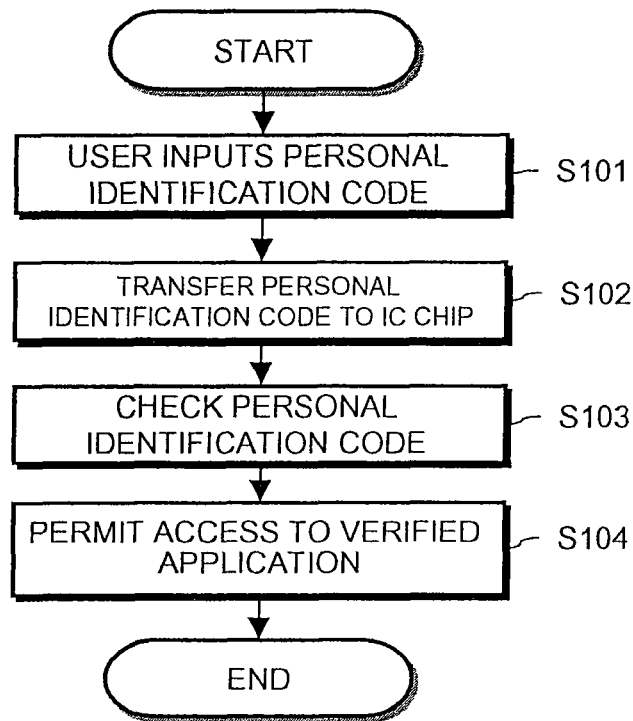 START
USER INPUTS PERSONAL
IDENTIFICATION CODE
S101
TRANSFER PERSONAL
IDENTIFICATION CODE TO IC CHIP
S102
CHECK PERSONAL
IDENTIFICATION CODE
S103
PERMIT ACCESS TO VERIFIED
APPLICATION
S104
END